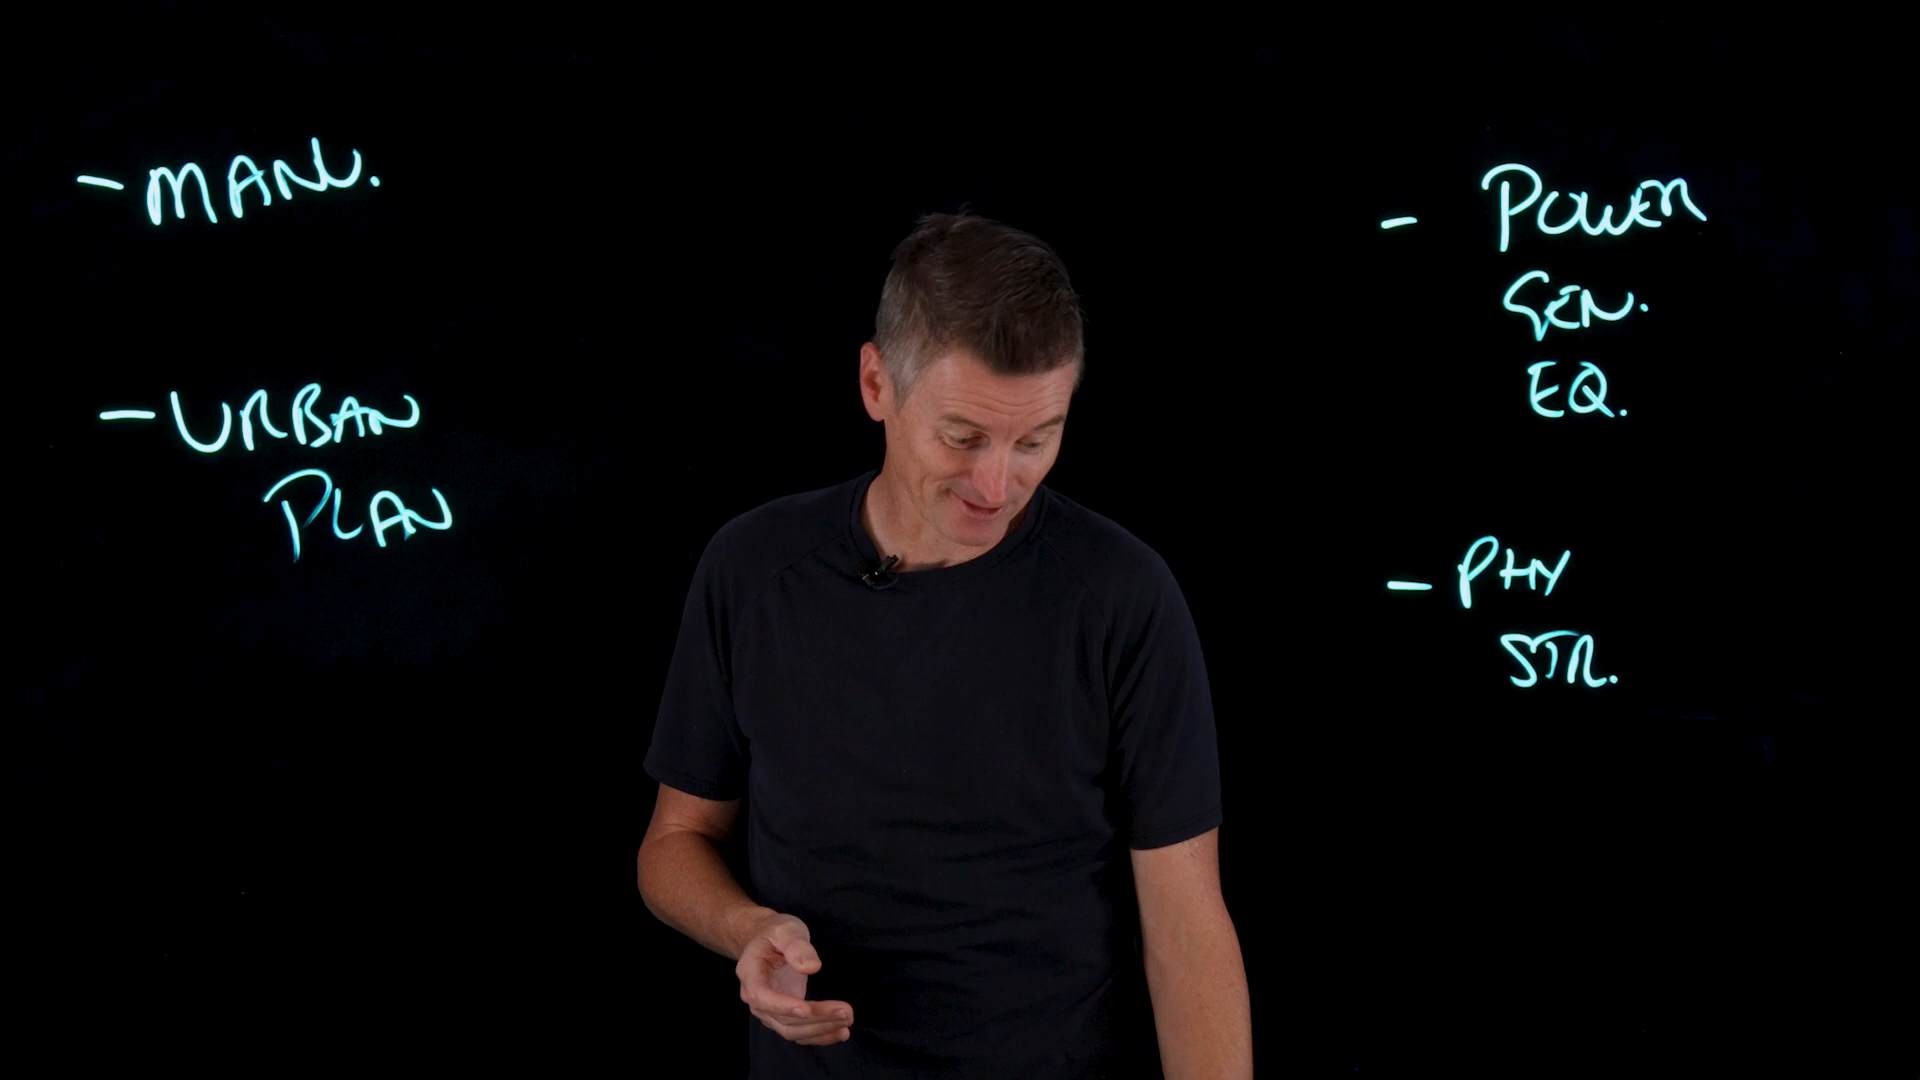 - MANU.
- URBAN
PLAN
- POWER
GEN.
EQ.
- PHY
STR.